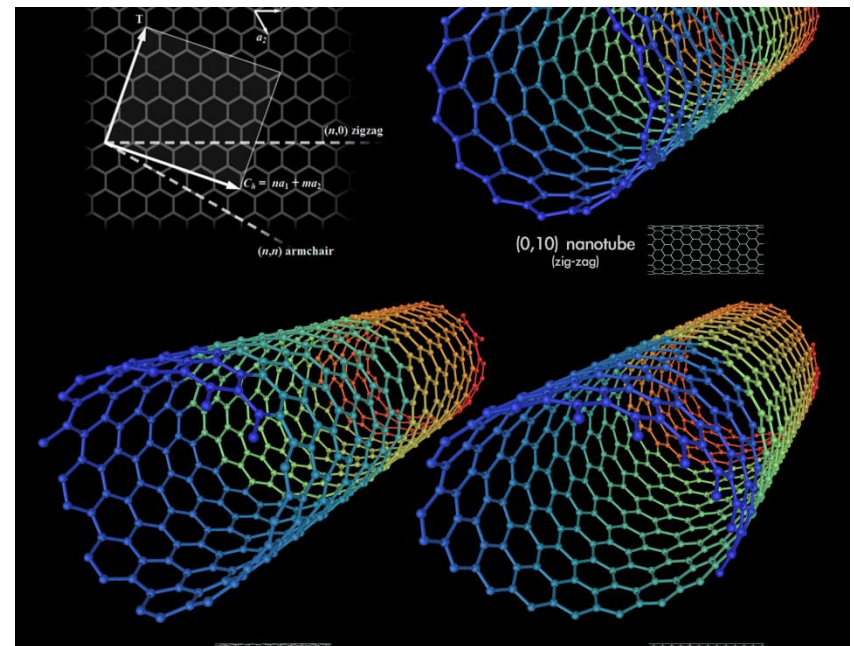 T
a₂
(n,0) zigzag
Cₕ = na₁ + ma₂
(n,n) armchair
(0,10) nanotube
(zig-zag)